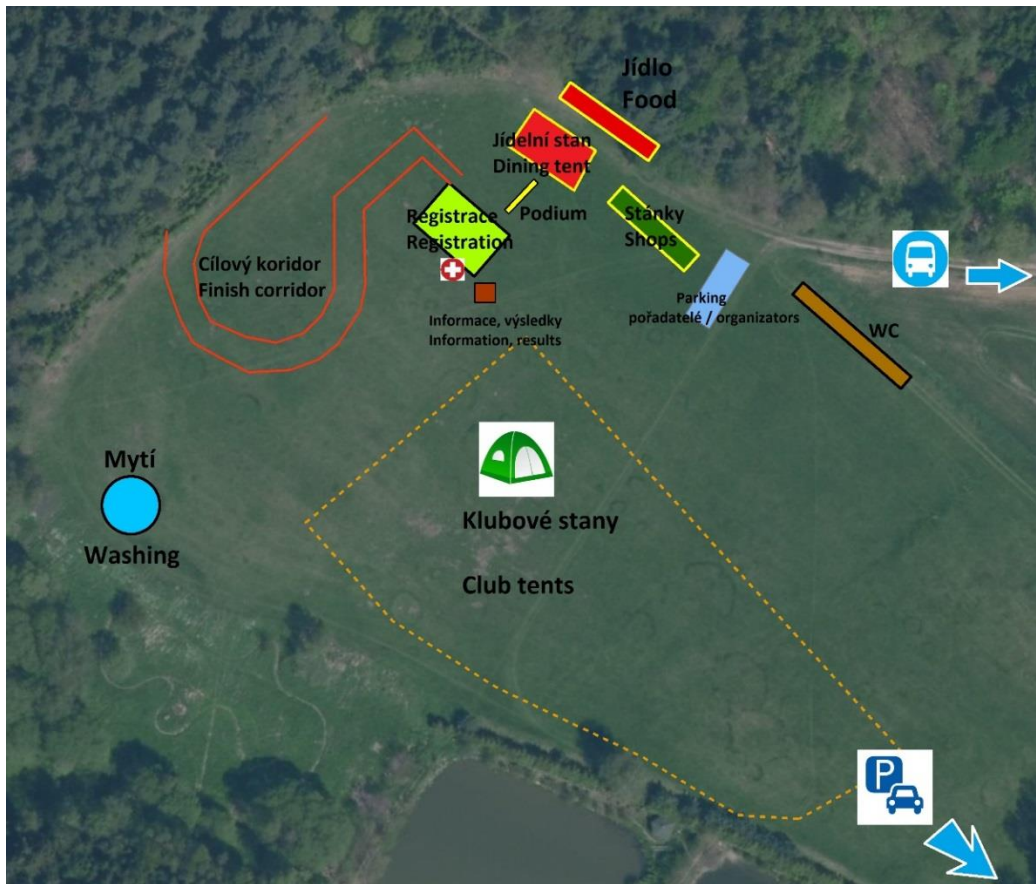 Jídlo
Food
Jídelní stan
Dining tent
Registrace
Registration
Podium
Stánky
Shops
Cílový koridor
Finish corridor
Parking
pořadatelé / organizators
Informace, výsledky
Information, results
WC
Mytí
Washing
Klubové stany
Club tents
P